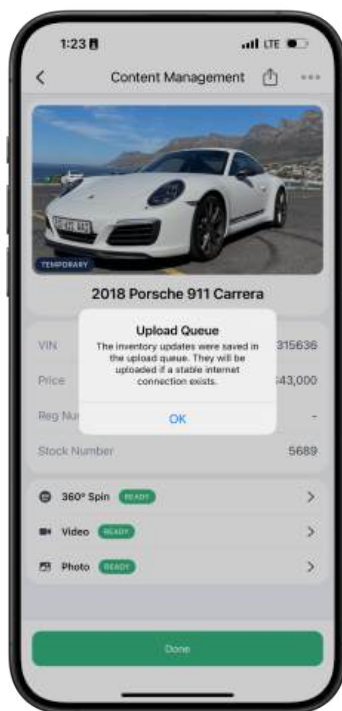 1:23 LTE
Content Management
TEMPORARY
2018 Porsche 911 Carrera
Upload Queue
The inventory updates were saved in
the upload queue. They will be
uploaded if a stable internet
connection exists.
OK
VIN 315636
Price 43,000
Reg Nu -
Stock Number 5689
360º Spin READY
Video READY
Photo READY
Done